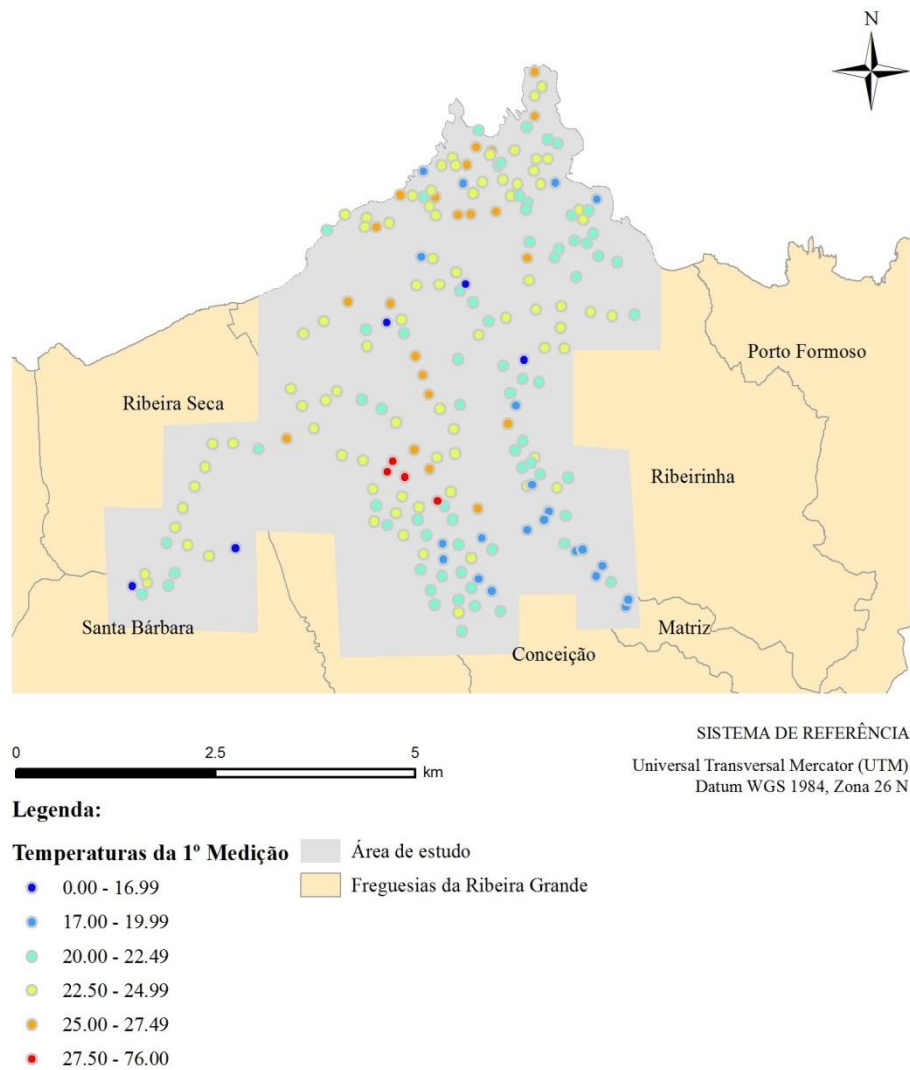 N
Porto Formoso
Ribeira Seca
Ribeirinha
Santa Bárbara
Matriz
Conceição
SISTEMA DE REFERÊNCIA
Universal Transversal Mercator (UTM)
Datum WGS 1984, Zona 26 N
0 2.5 5
km
Legenda:
Temperaturas da 1º Medição
0.00 - 16.99
17.00 - 19.99
20.00 - 22.49
22.50 - 24.99
25.00 - 27.49
27.50 - 76.00
Área de estudo
Freguesias da Ribeira Grande